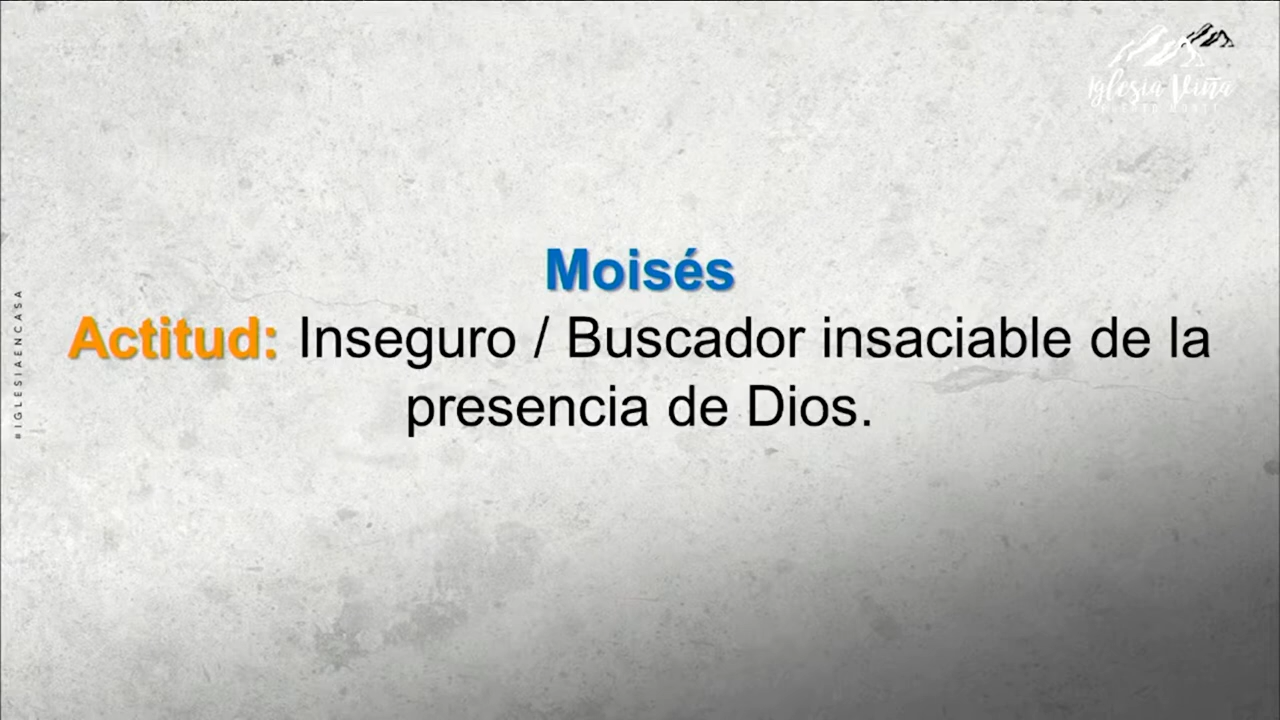 Iglesia Viña
Moisés
Actitud: Inseguro / Buscador insaciable de la
presencia de Dios.
#IGLESIAENCASA